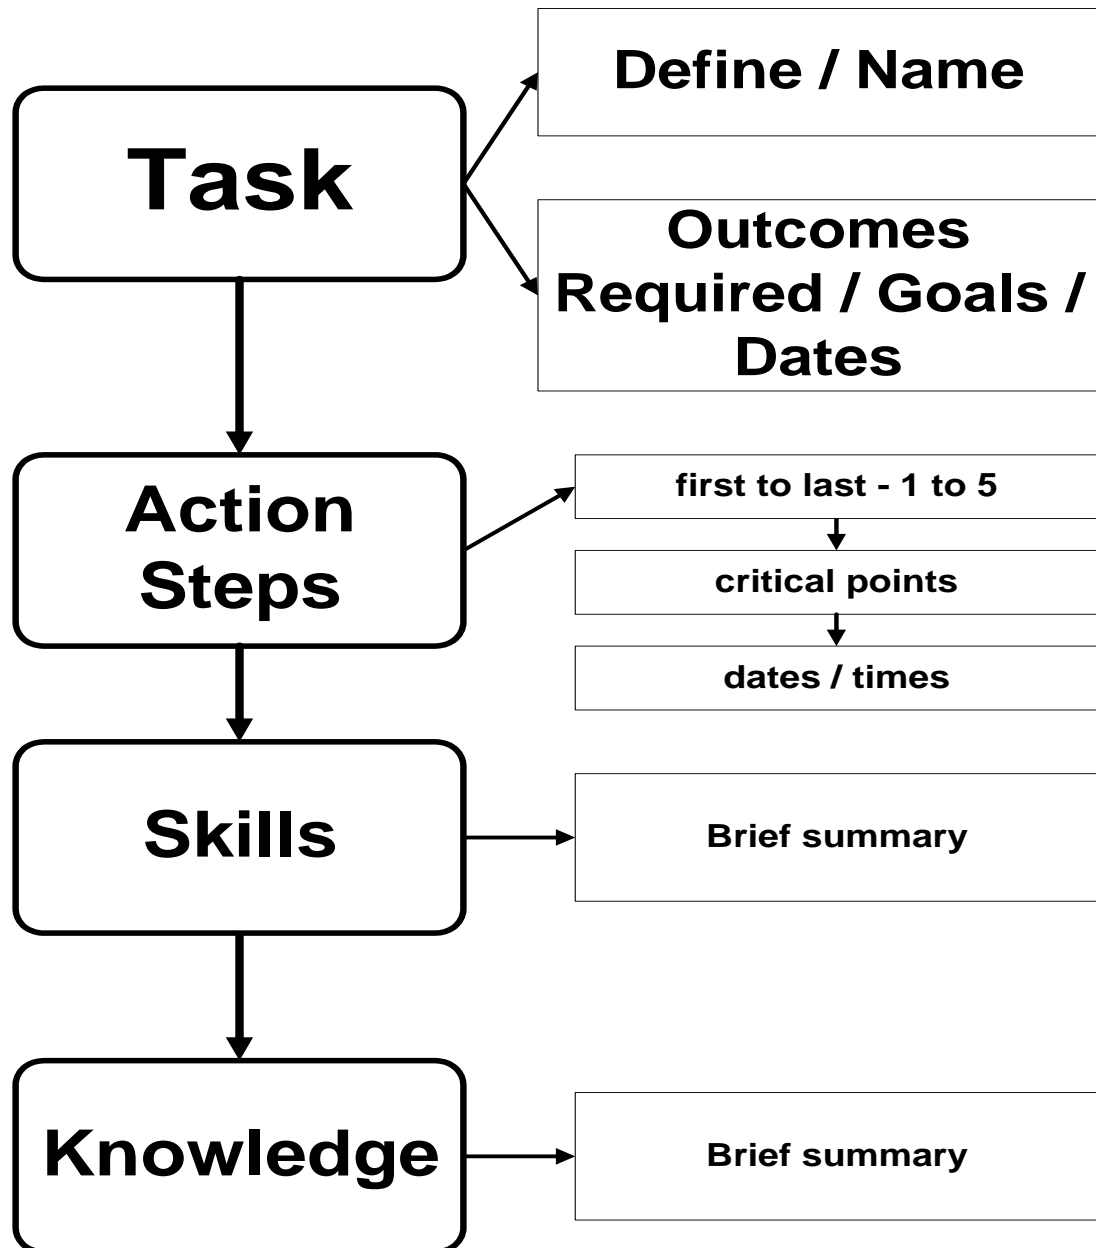 Task
Define / Name
Outcomes
Required / Goals /
Dates
Action
Steps
first to last - 1 to 5
critical points
dates / times
Skills
Brief summary
Knowledge
Brief summary